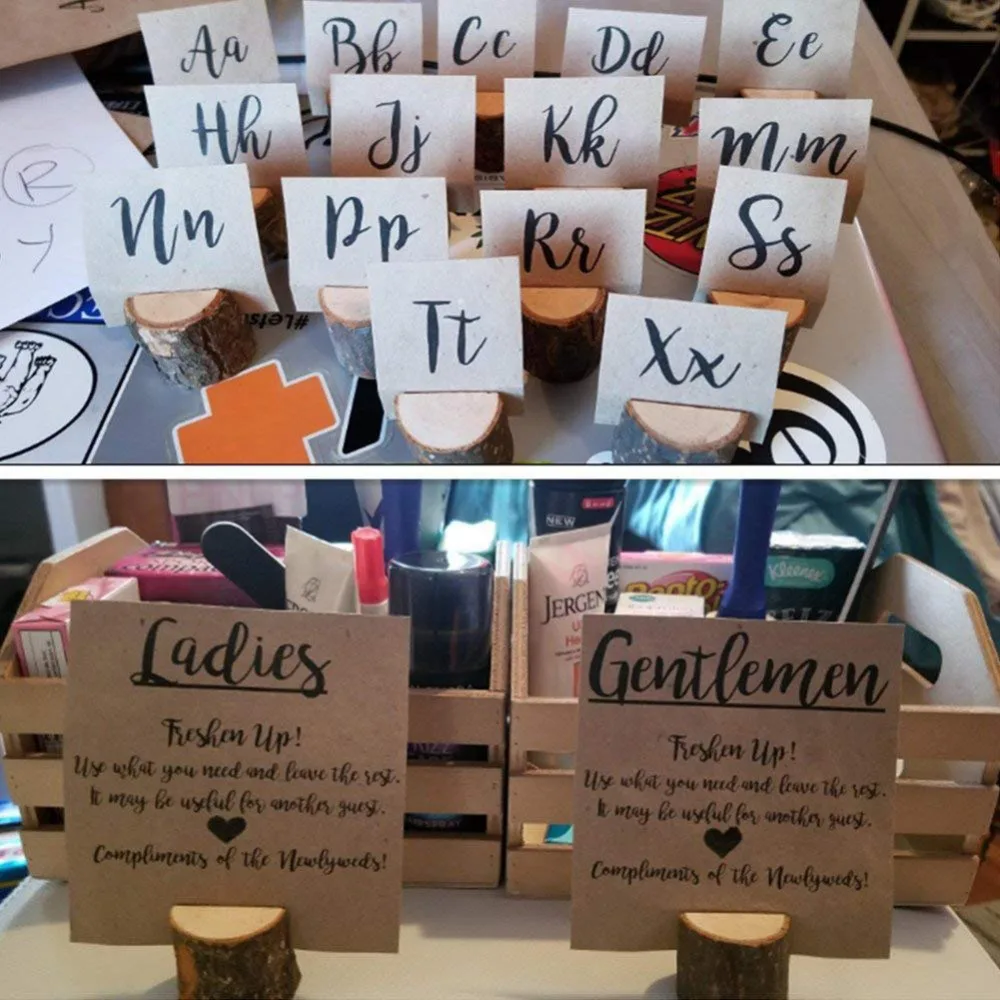 Aa
Bb
Cc
Dd
Ee
Hh
Jj
Kk
Mm
Nn
Pp
Rr
Ss
Tt
Xx
R
Y
#Lets
NEW
Kleenex
JERGEN
Ladies
Freshen Up!
Use what you need and leave the rest.
It may be useful for another guest.
Compliments of the Newlyweds!
Gentlemen
Freshen Up!
Use what you need and leave the rest.
It may be useful for another guest.
Compliments of the Newlyweds!